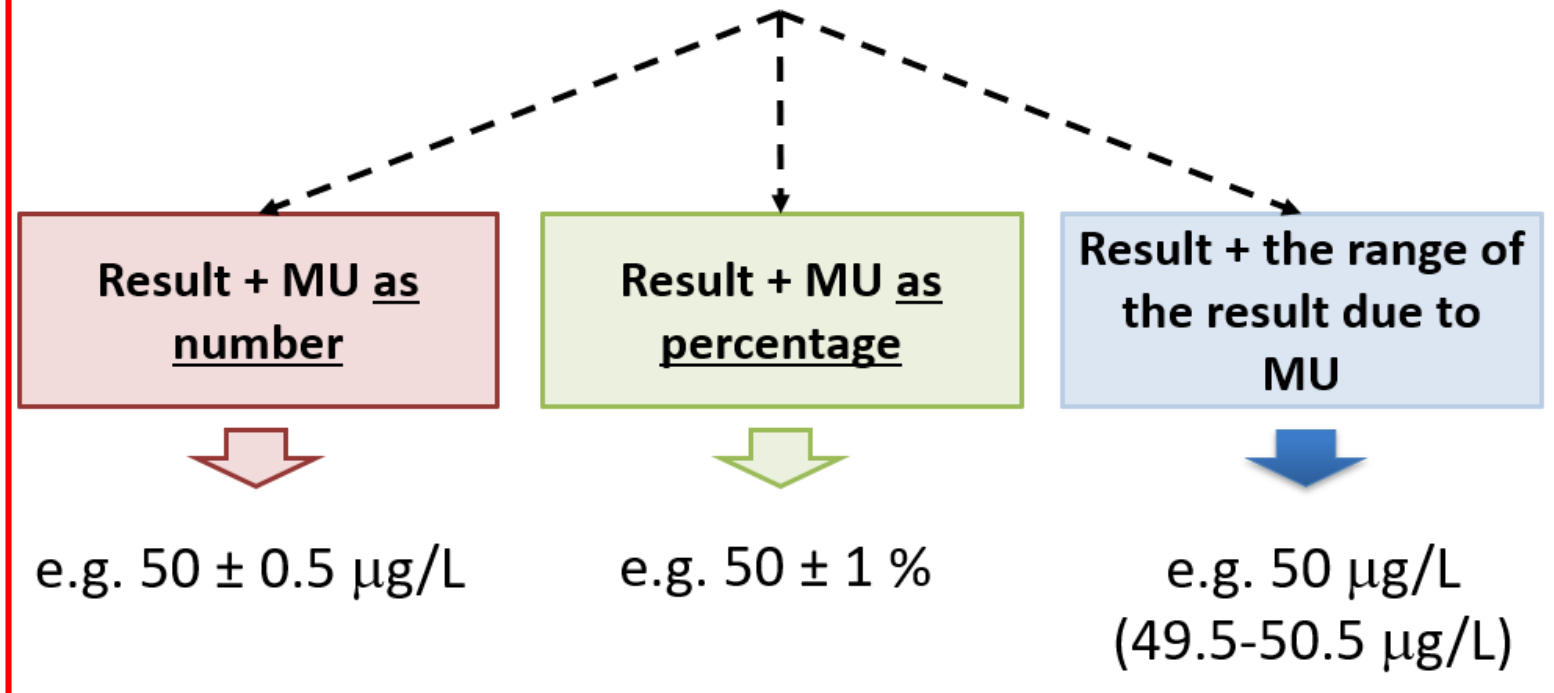 Result + MU as
number
Result + MU as
percentage
Result + the range of
the result due to
MU
e.g. 50 ± 0.5 μg/L
e.g. 50 ± 1 %
e.g. 50 μg/L
(49.5-50.5 μg/L)